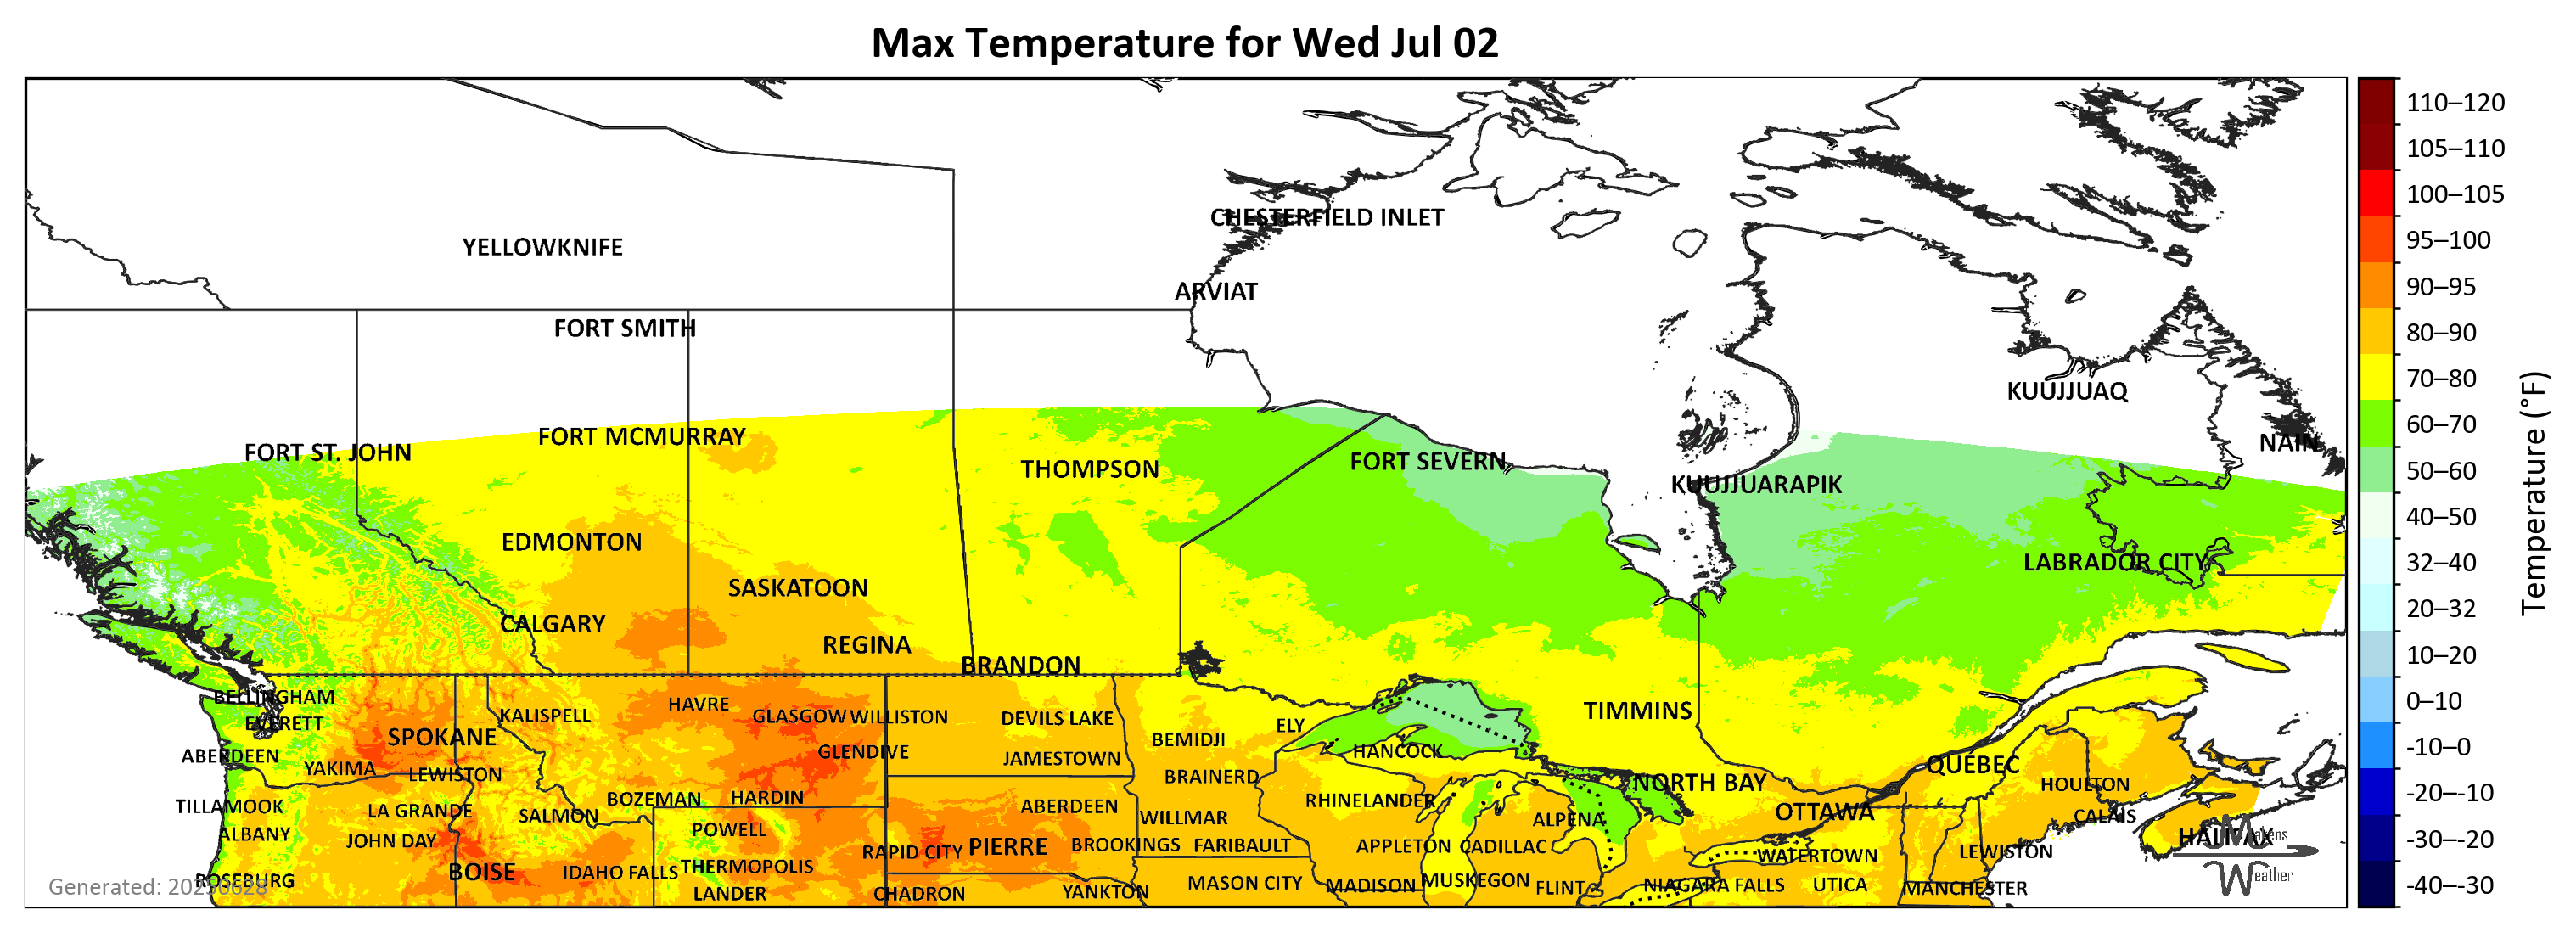 Max Temperature for Wed Jul 02
CHESTERFIELD INLET
YELLOWKNIFE
ARVIAT
FORT SMITH
KUUJJUAQ
FORT MCMURRAY
NAIN
FORT ST. JOHN
FORT SEVERN
THOMPSON
KUUJJUARAPIK
EDMONTON
LABRADOR CITY
SASKATOON
CALGARY
REGINA
BRANDON
BELLINGHAM
HAVRE
TIMMINS
KALISPELL
GLASGOW WILLISTON
DEVILS LAKE
EVERETT
ELY
SPOKANE
BEMIDJI
HANCOCK
GLENDIVE
ABERDEEN
JAMESTOWN
QUÉBEC
YAKIMA
LEWISTON
BRAINERD
NORTH BAY
HOULTON
BOZEMAN
HARDIN
RHINELANDER
TILLAMOOK
ABERDEEN
LA GRANDE
OTTAWA
SALMON
WILLMAR
CALAIS
ALPENA
POWELL
ALBANY
HALIFAX
JOHN DAY
PIERRE
BROOKINGS
FARIBAULT
APPLETON
CADILLAC
RAPID CITY
LEWISTON
WATERTOWN
THERMOPOLIS
BOISE
IDAHO FALLS
ROSEBURG
MUSKEGON
MASON CITY
MADISON
FLINT
NIAGARA FALLS
UTICA
MANCHESTER
LANDER
CHADRON
YANKTON
Generated: 20250628
Makens
Weather
110–120
105–110
100–105
95–100
90–95
80–90
70–80
60–70
50–60
40–50
32–40
20–32
10–20
0–10
-10–0
-20–-10
-30–-20
-40–-30
Temperature (°F)